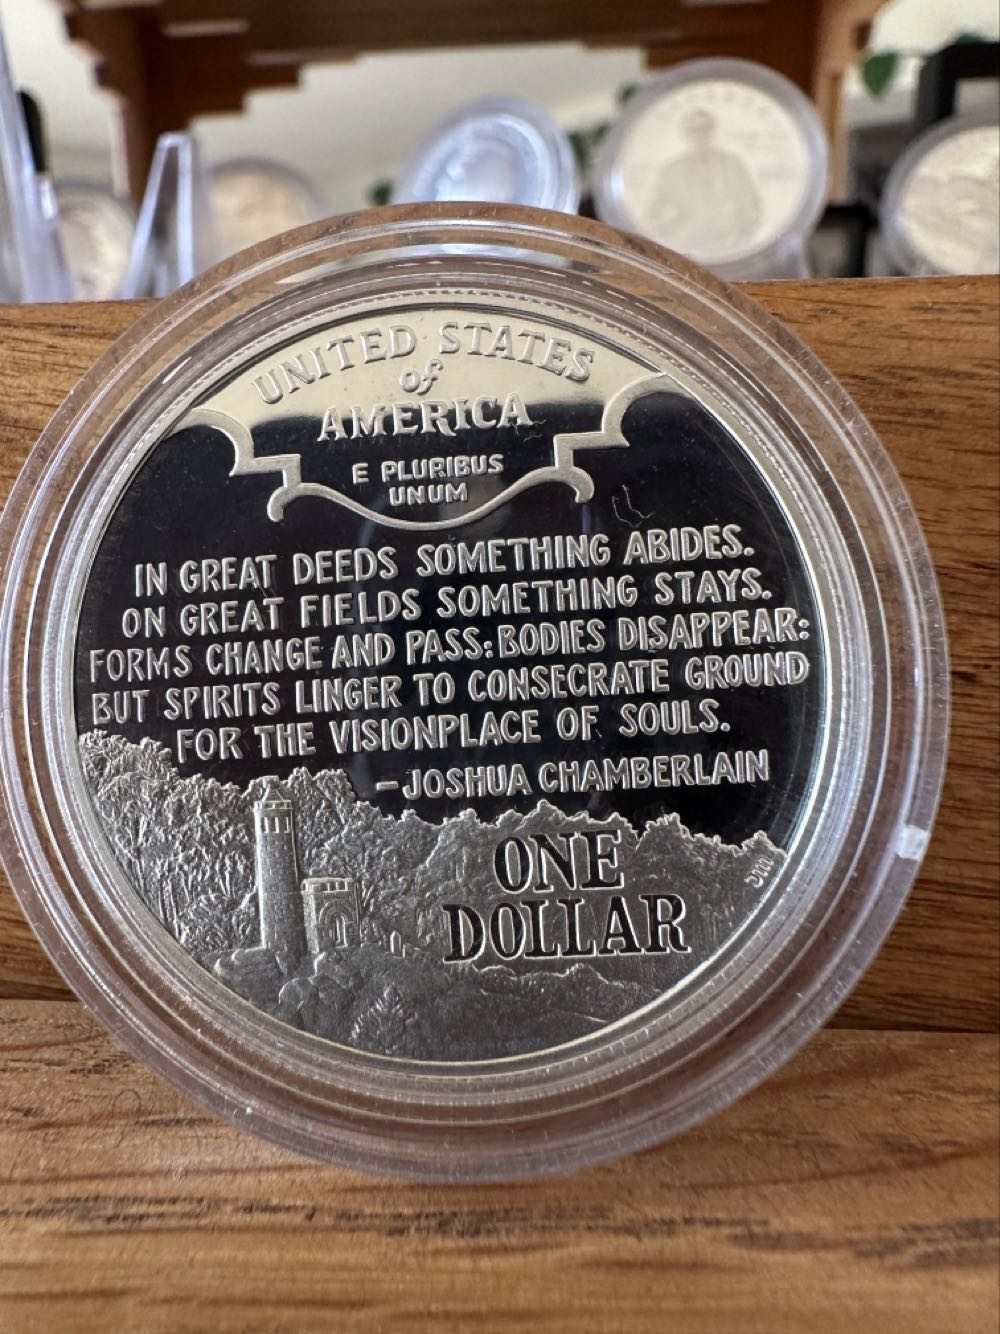 UNITED STATES
of
AMERICA
E PLURIBUS
UNUM
IN GREAT DEEDS SOMETHING ABIDES.
ON GREAT FIELDS SOMETHING STAYS.
FORMS CHANGE AND PASS: BODIES DISAPPEAR:
BUT SPIRITS LINGER TO CONSECRATE GROUND
FOR THE VISIONPLACE OF SOULS.
-JOSHUA CHAMBERLAIN
ONE
DOLLAR